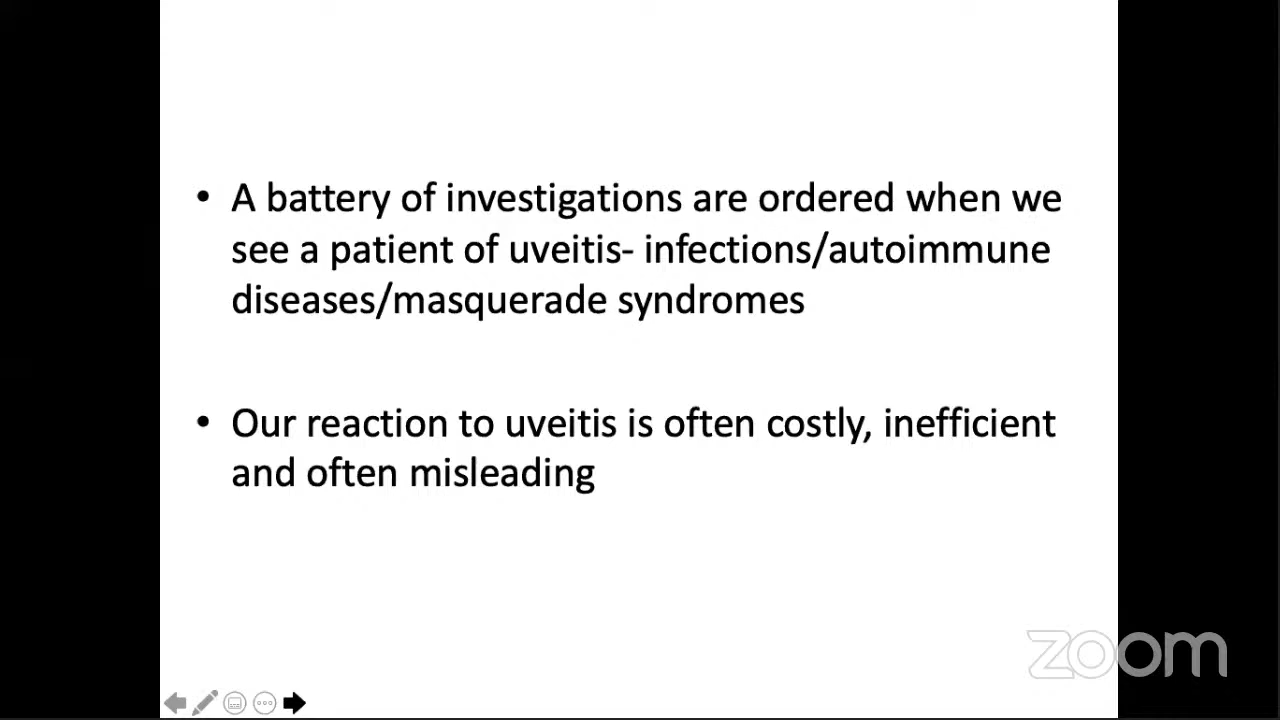 • A battery of investigations are ordered when we
see a patient of uveitis- infections/autoimmune
diseases/masquerade syndromes
• Our reaction to uveitis is often costly, inefficient
and often misleading
zoom